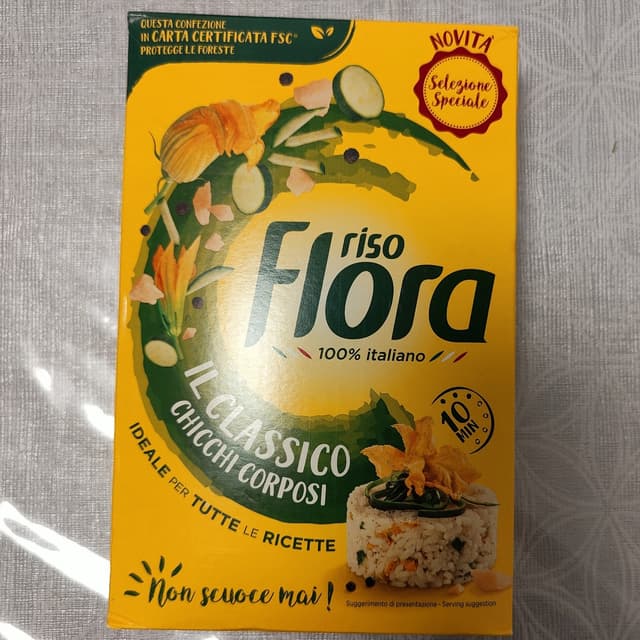 QUESTA CONFEZIONE
IN CARTA CERTIFICATA FSC®
PROTEGGE LE FORESTE
NOVITÀ
Selezione
Speciale
riso
Flora
100% italiano
IL CLASSICO
CHICCHI CORPOSI
10
MIN
IDEALE PER TUTTE LE RICETTE
Non scuoce mai!
Suggerimento di presentazione - Serving suggestion